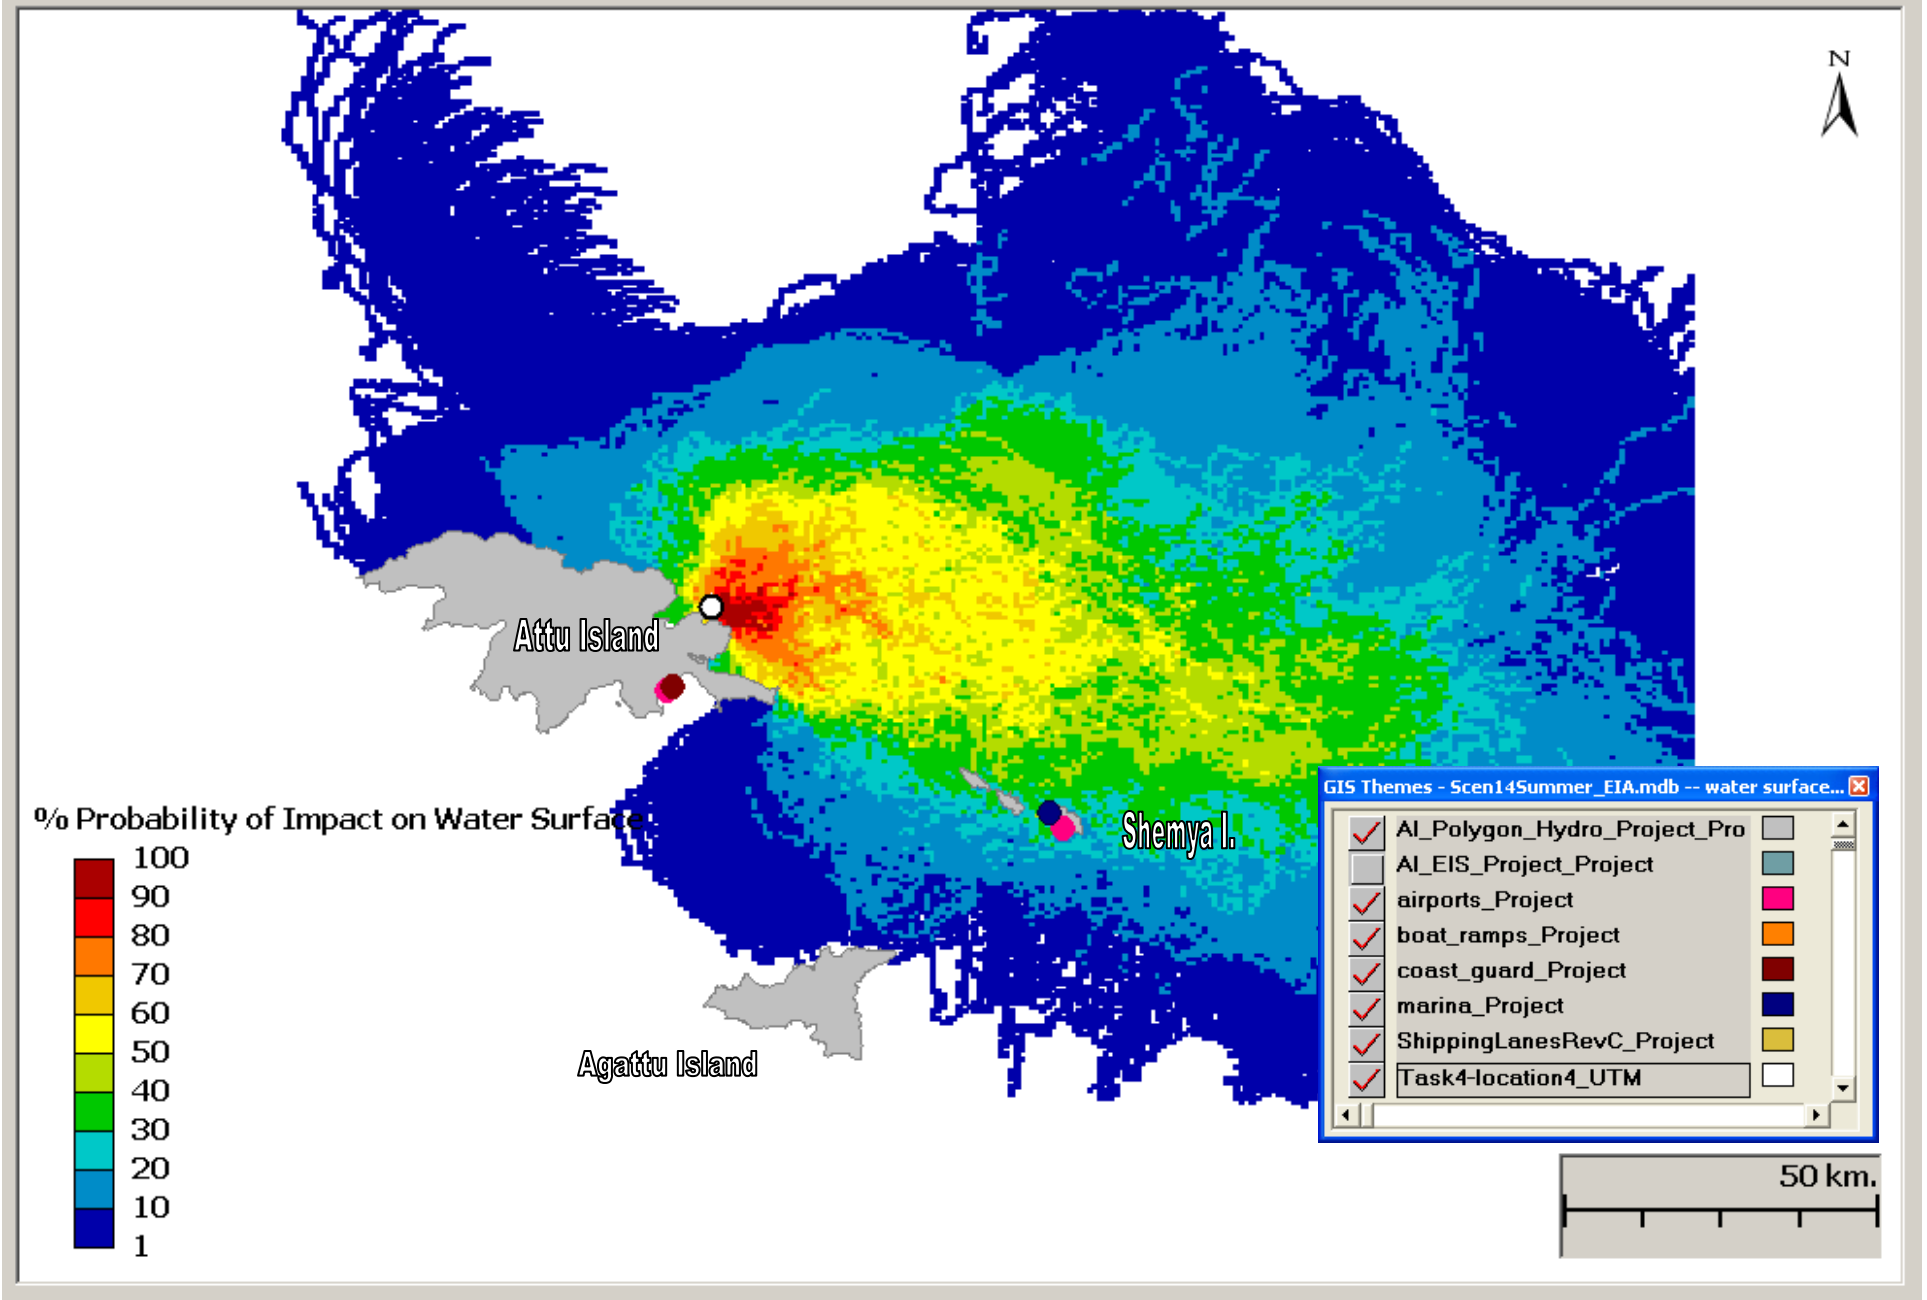 N
Attu Island
% Probability of Impact on Water Surface
100
90
80
70
60
50
40
30
20
10
1
Shemya I.
Agattu Island
GIS Themes - Scen14Summer_EIA.mdb -- water surface...
AI_Polygon_Hydro_Project_Pro
AI_EIS_Project_Project
airports_Project
boat_ramps_Project
coast_guard_Project
marina_Project
ShippingLanesRevC_Project
Task4-location4_UTM
50 km.